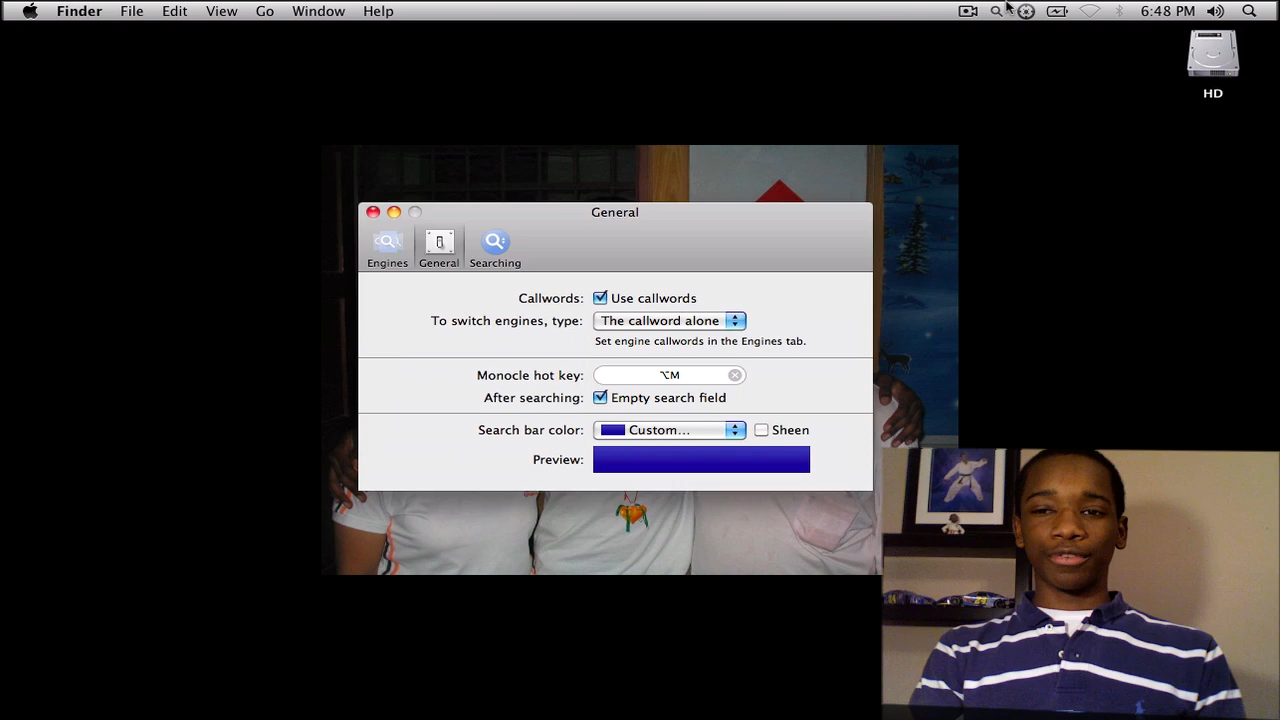 Finder File Edit View Go Window Help 6:48 PM
HD
General
Engines General Searching
Callwords: Use callwords
To switch engines, type: The callword alone
Set engine callwords in the Engines tab.
Monocle hot key: ⌥M
After searching: Empty search field
Search bar color: Custom... Sheen
Preview: